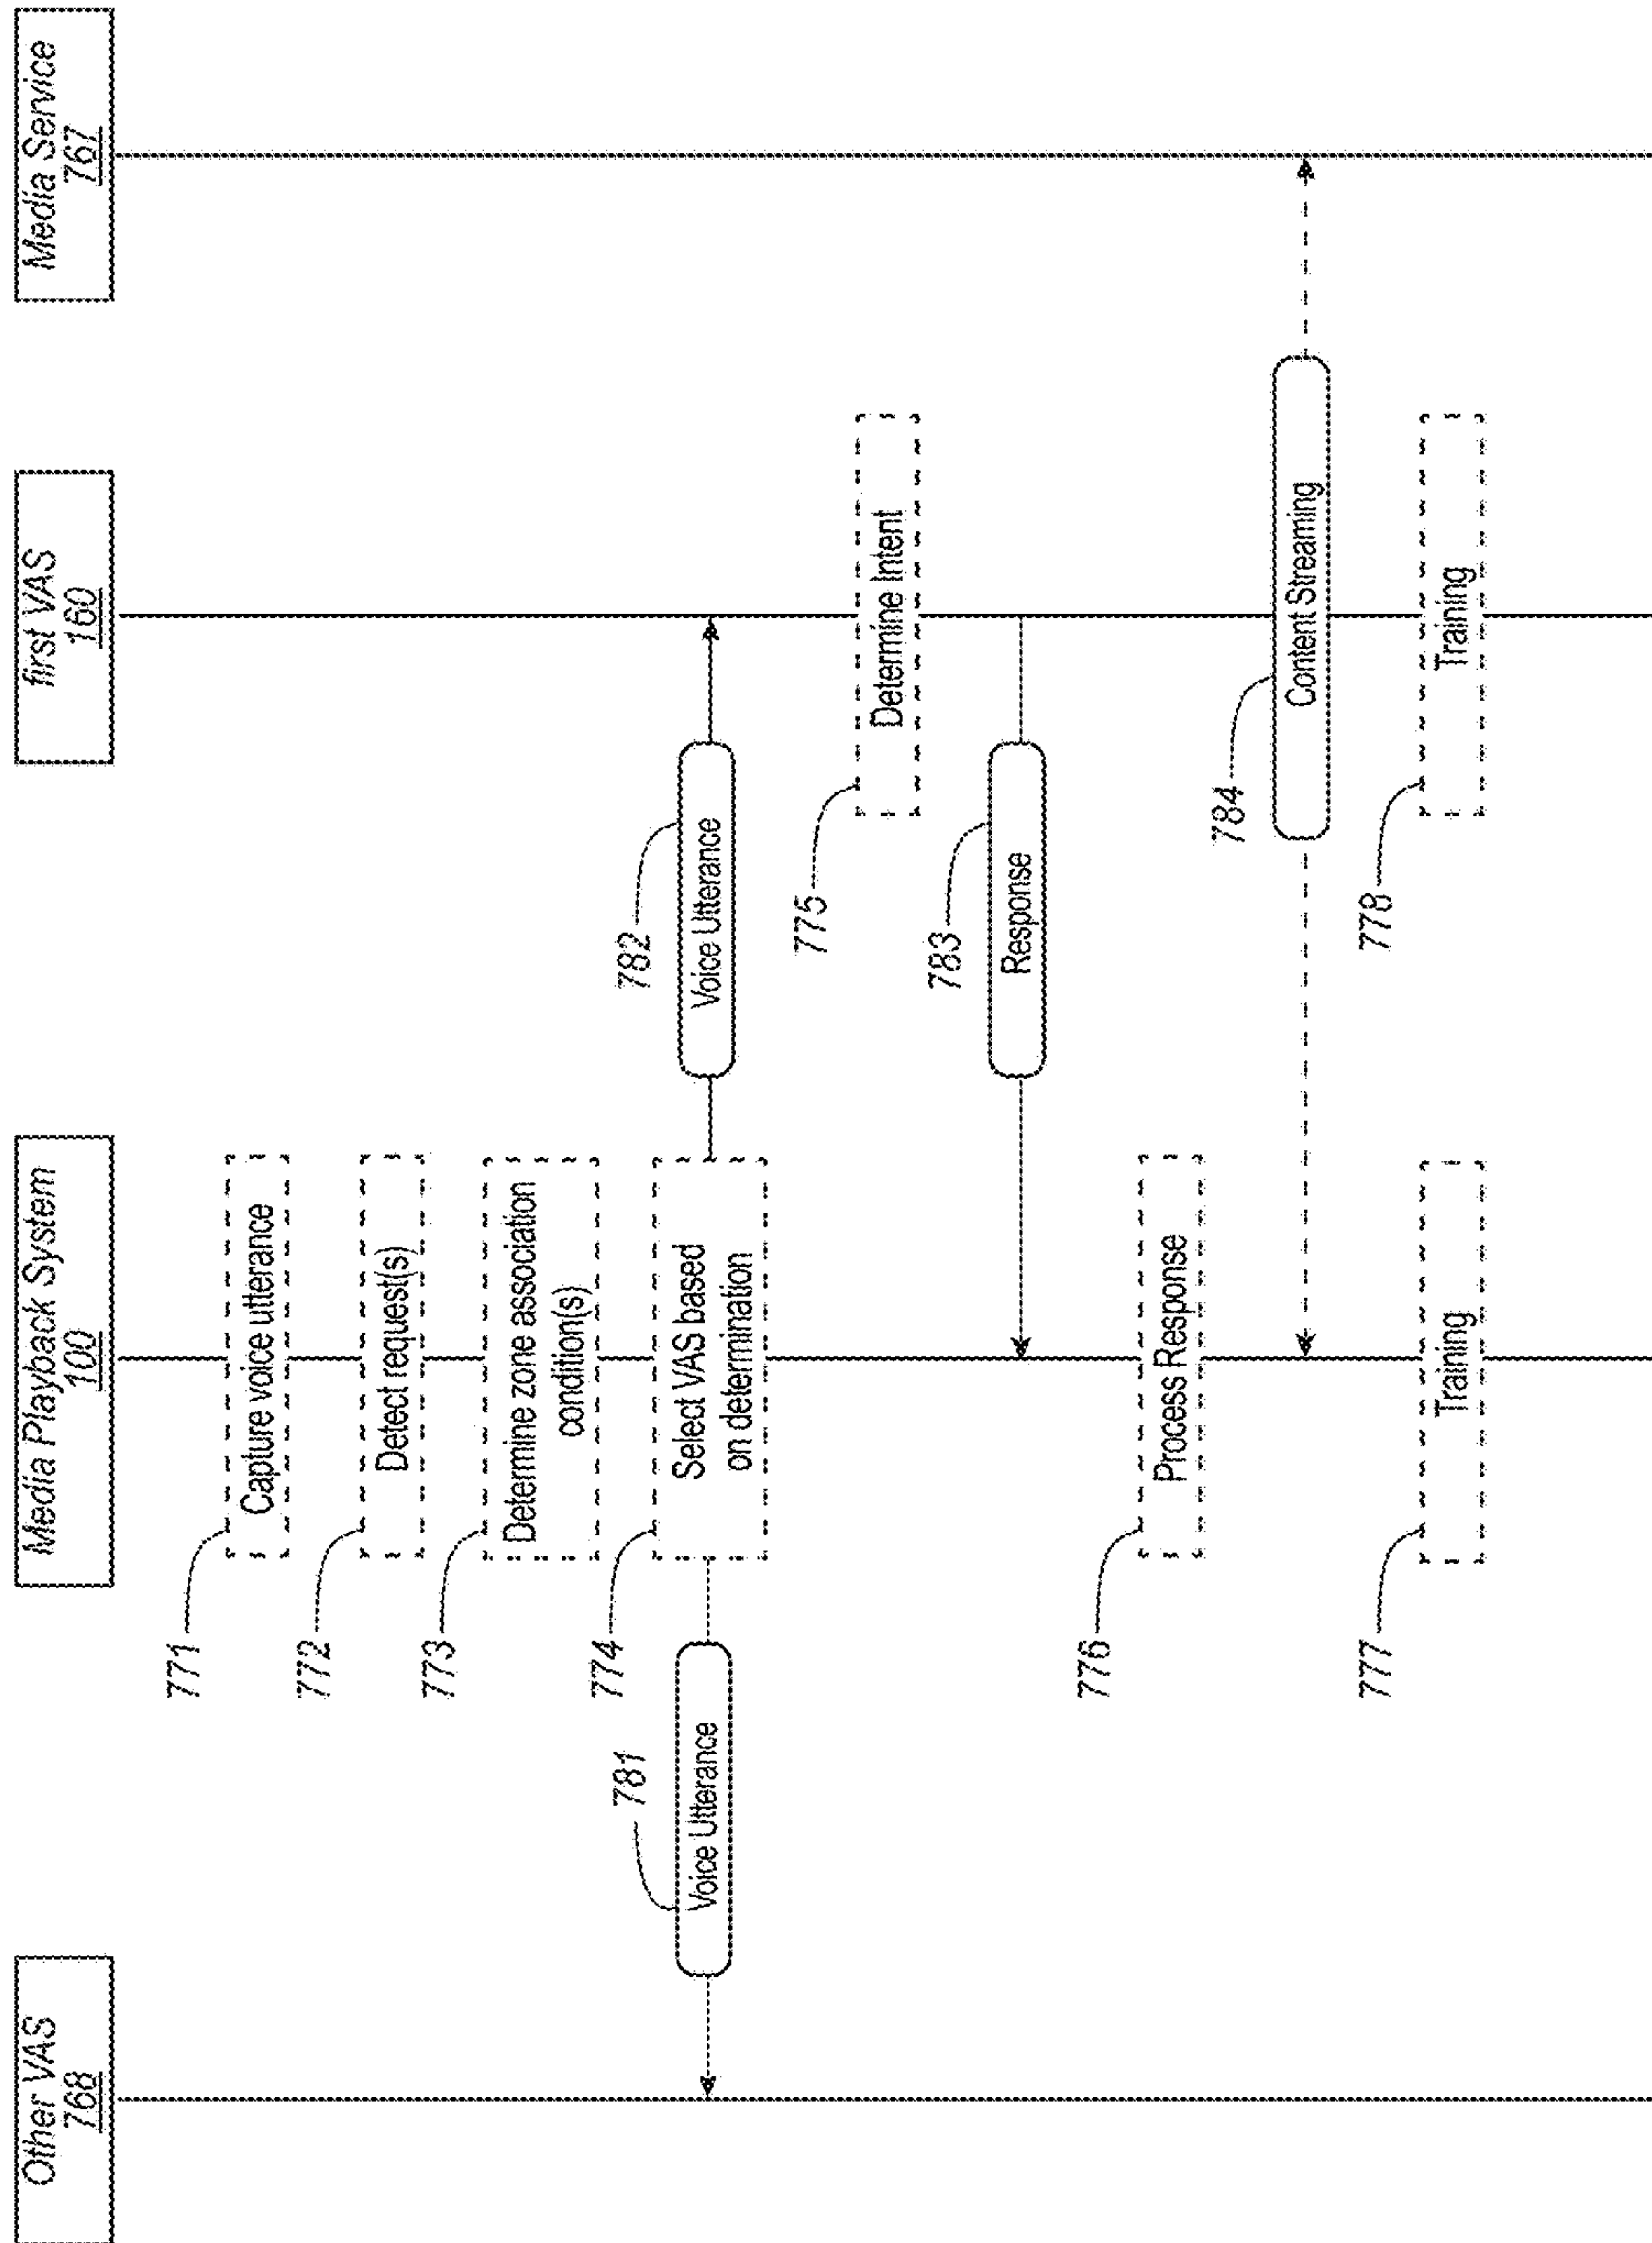 Other VAS
768
Media Playback System
100
first VAS
160
Media Service
767
771
Capture voice utterance
772
Detect request(s)
773
Determine zone association
condition(s)
774
Select VAS based
on determination
781
Voice Utterance
782
Voice Utterance
775
Determine Intent
783
Response
776
Process Response
784
Content Streaming
777
Training
778
Training